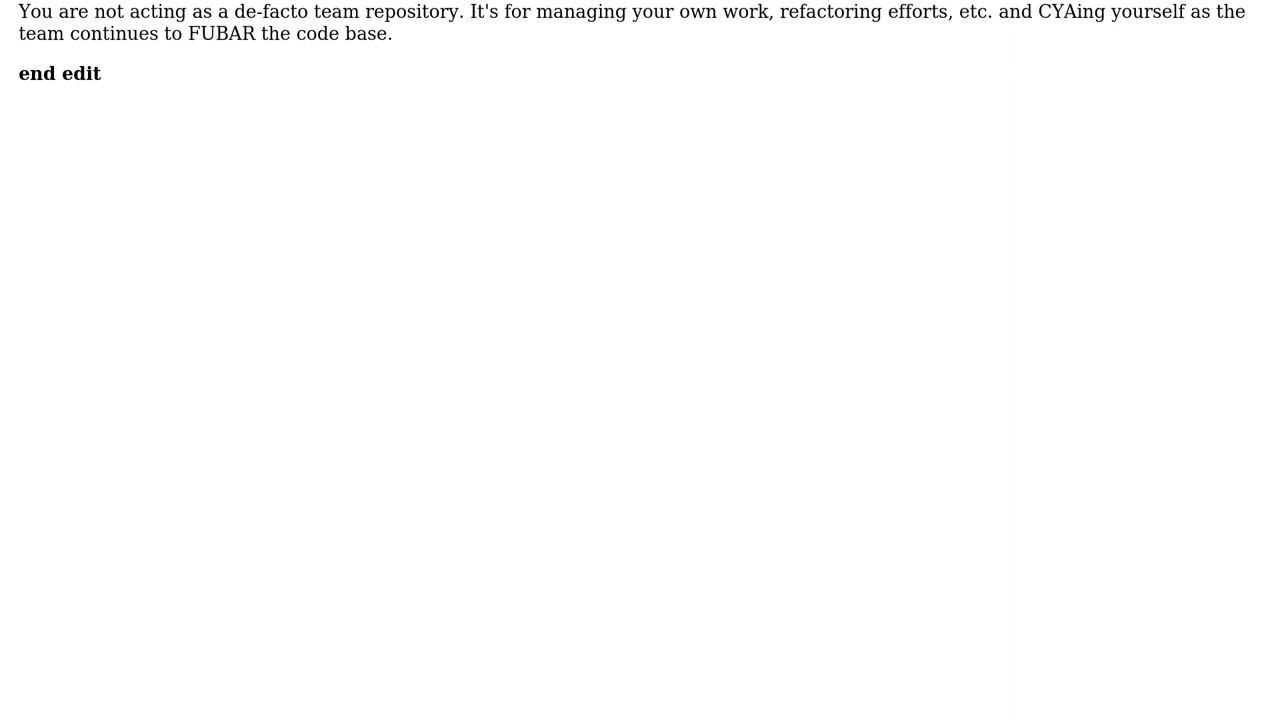 You are not acting as a de-facto team repository. It's for managing your own work, refactoring efforts, etc. and CYAing yourself as the
team continues to FUBAR the code base.
end edit